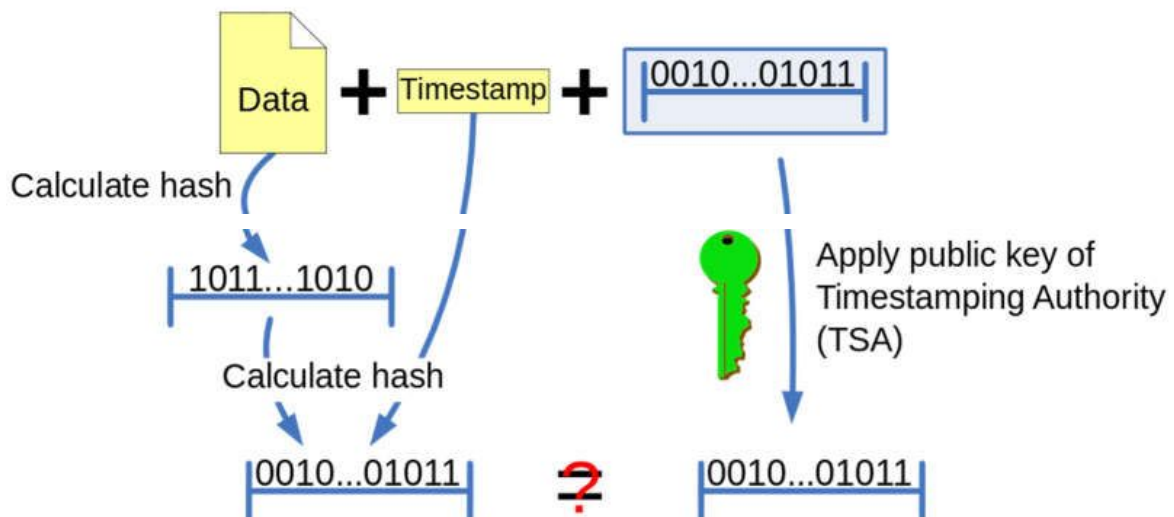 Data
+
Timestamp
+
0010...01011
Calculate hash
1011...1010
Apply public key of
Timestamping Authority
(TSA)
Calculate hash
0010...01011
=
?
0010...01011